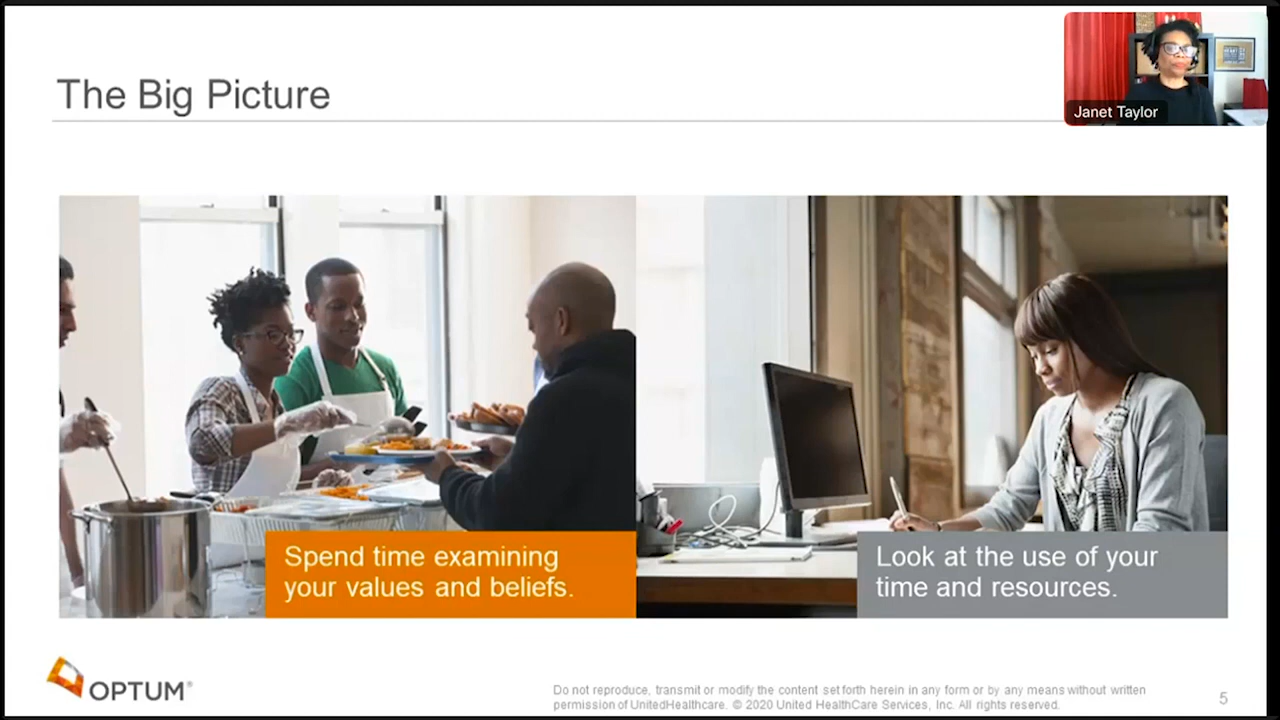 The Big Picture
Janet Taylor
Spend time examining
your values and beliefs.
Look at the use of your
time and resources.
OPTUM®
Do not reproduce, transmit or modify the content set forth herein in any form or by any means without written
permission of UnitedHealthcare. © 2020 United HealthCare Services, Inc. All rights reserved.
5